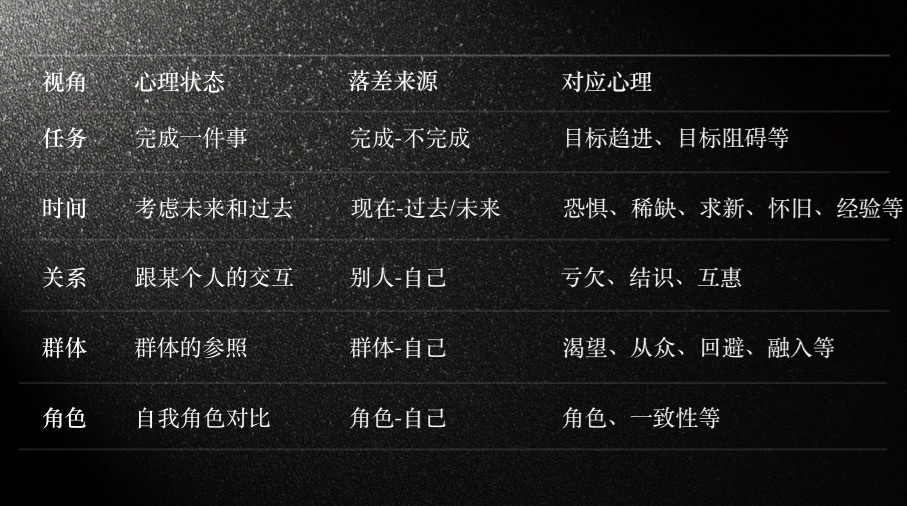 视角 心理状态 落差来源 对应心理
任务 完成一件事 完成-不完成 目标趋进、目标阻碍等
时间 考虑未来和过去 现在-过去/未来 恐惧、稀缺、求新、怀旧、经验等
关系 跟某个人的交互 别人-自己 亏欠、结识、互惠
群体 群体的参照 群体-自己 渴望、从众、回避、融入等
角色 自我角色对比 角色-自己 角色、一致性等